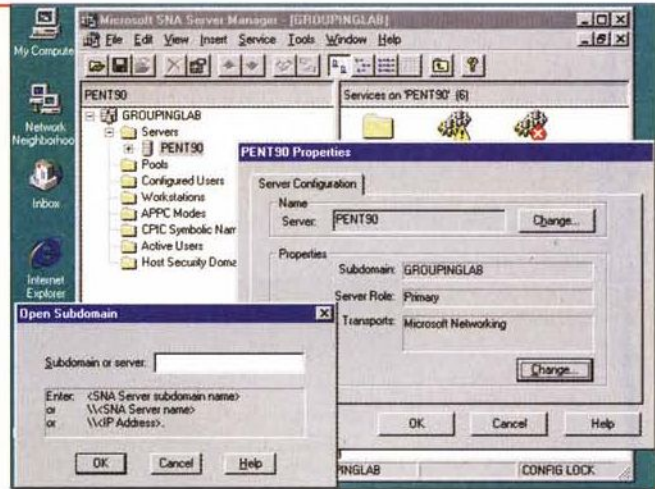 Microsoft SNA Server Manager - [GROUPINGLAB]
File Edit View Insert Service Tools Window Help
My Compute
Network
Neighborhoo
Inbox
Internet
Explorer
PENT90
GROUPINGLAB
Servers
PENT90
Pools
Configured Users
Workstations
APPC Modes
CPIC Symbolic Nam
Active Users
Host Security Doma
Services on 'PENT90' (6)
PENT90 Properties
Server Configuration
Name
Server: PENT90
Change...
Properties
Subdomain: GROUPINGLAB
Server Role: Primary
Transports: Microsoft Networking
Change...
OK Cancel Help
Open Subdomain
Subdomain or server:
Enter: <SNA Server subdomain name>
or \\<SNA Server name>
or \\<IP Address>.
OK Cancel Help
PINGLAB
CONFIG LOCK